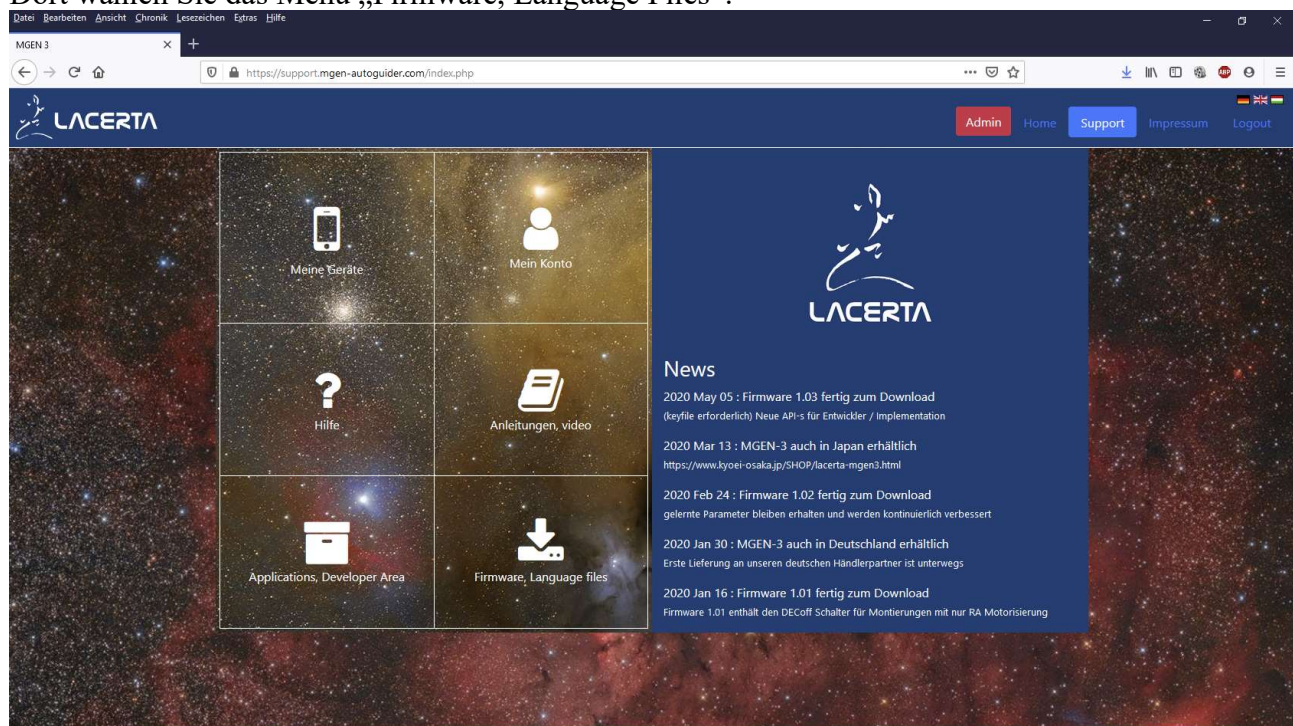 Dort wählen Sie das Menü „Firmware, Language Files“.
Datei Bearbeiten Ansicht Chronik Lesezeichen Extras Hilfe
MGEN 3
https://support.mgen-autoguider.com/index.php
ABP
LACERTA
Admin Home Support Impressum Logout
Meine Geräte
Mein Konto
Hilfe
Anleitungen, video
Applications, Developer Area
Firmware, Language files
LACERTA
News
2020 May 05 : Firmware 1.03 fertig zum Download
(keyfile erforderlich) Neue API-s für Entwickler / Implementation
2020 Mar 13 : MGEN-3 auch in Japan erhältlich
https://www.kyoei-osaka.jp/SHOP/lacerta-mgen3.html
2020 Feb 24 : Firmware 1.02 fertig zum Download
gelernte Parameter bleiben erhalten und werden kontinuierlich verbessert
2020 Jan 30 : MGEN-3 auch in Deutschland erhältlich
Erste Lieferung an unseren deutschen Händlerpartner ist unterwegs
2020 Jan 16 : Firmware 1.01 fertig zum Download
Firmware 1.01 enthält den DECoff Schalter für Montierungen mit nur RA Motorisierung